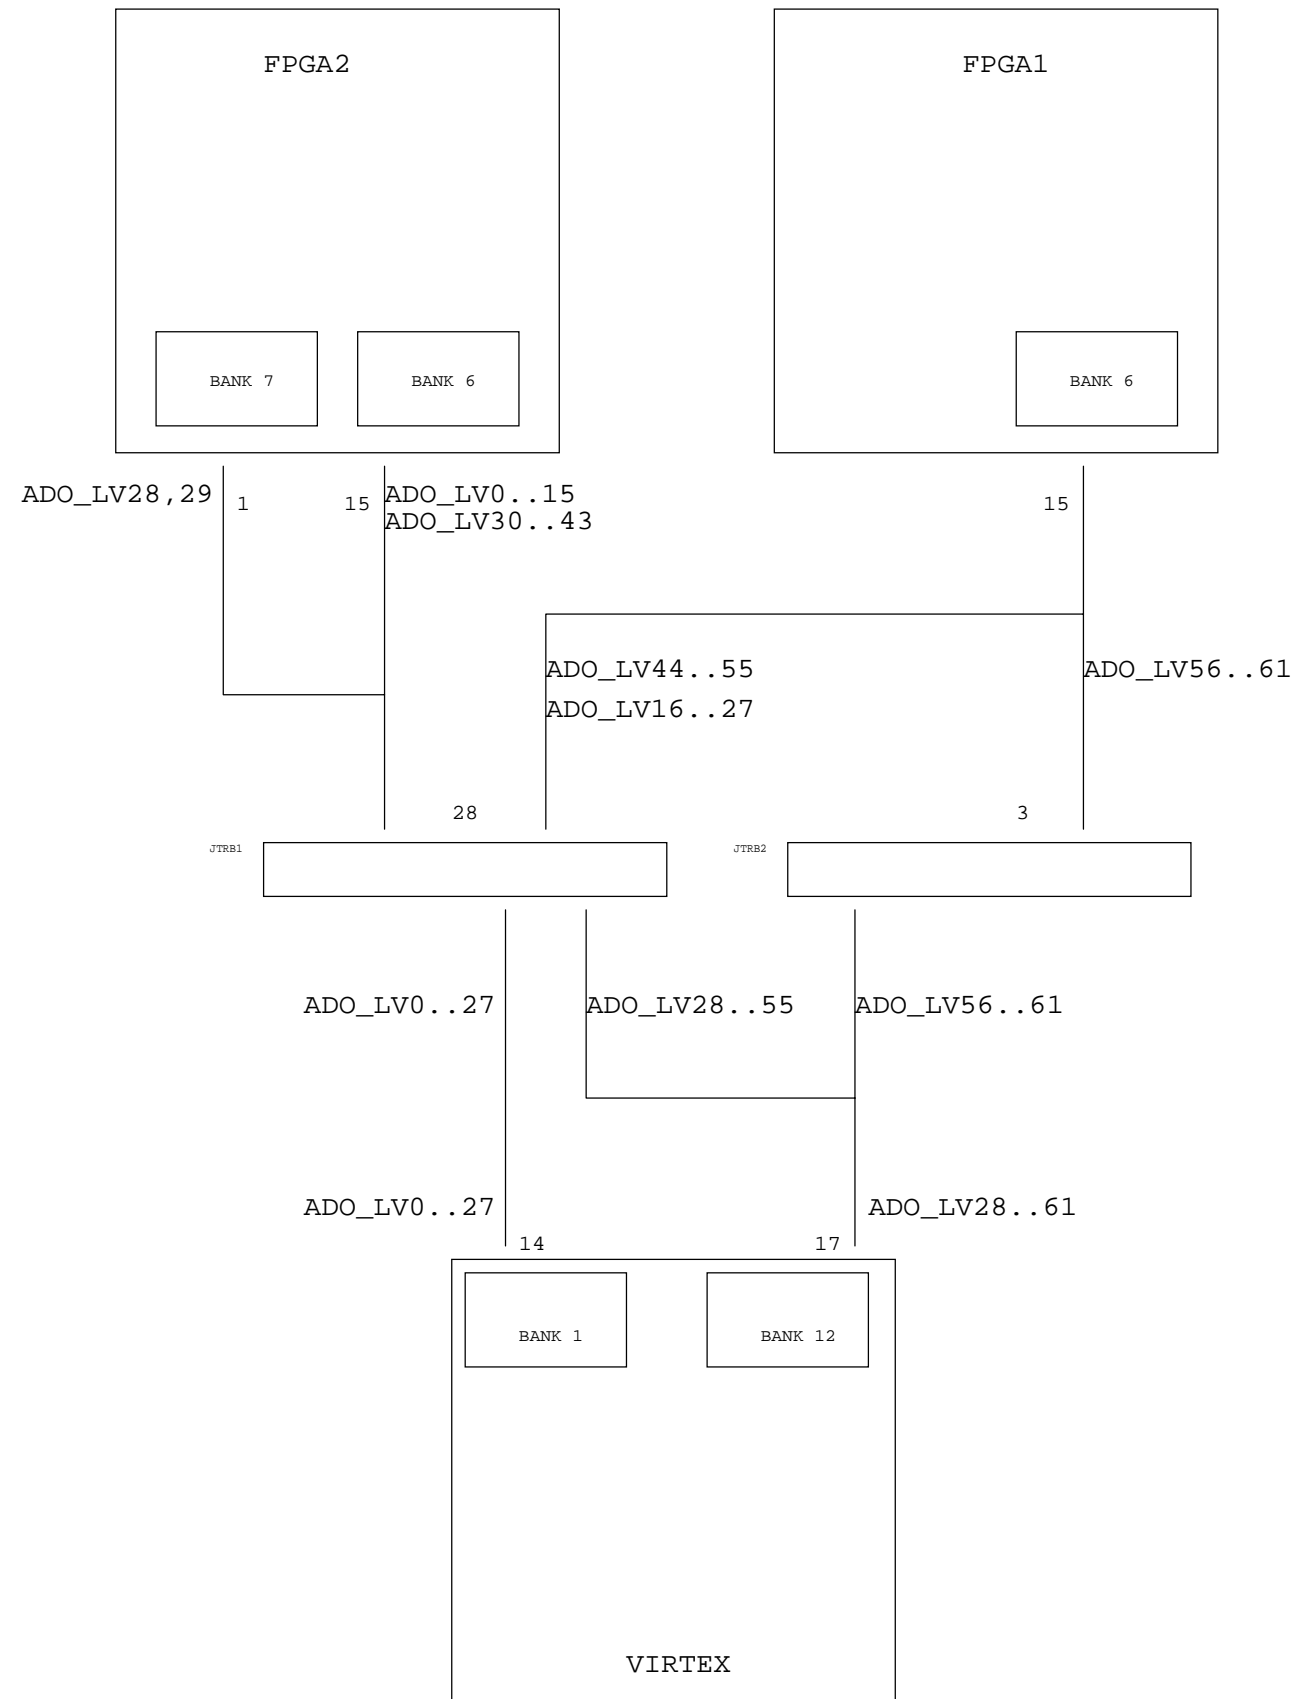 FPGA2
FPGA1
BANK 7
BANK 6
BANK 6
ADO_LV28,29
1
15
ADO_LV0..15
ADO_LV30..43
15
ADO_LV44..55
ADO_LV16..27
ADO_LV56..61
28
3
JTRB1
JTRB2
ADO_LV0..27
ADO_LV28..55
ADO_LV56..61
ADO_LV0..27
ADO_LV28..61
14
17
BANK 1
BANK 12
VIRTEX